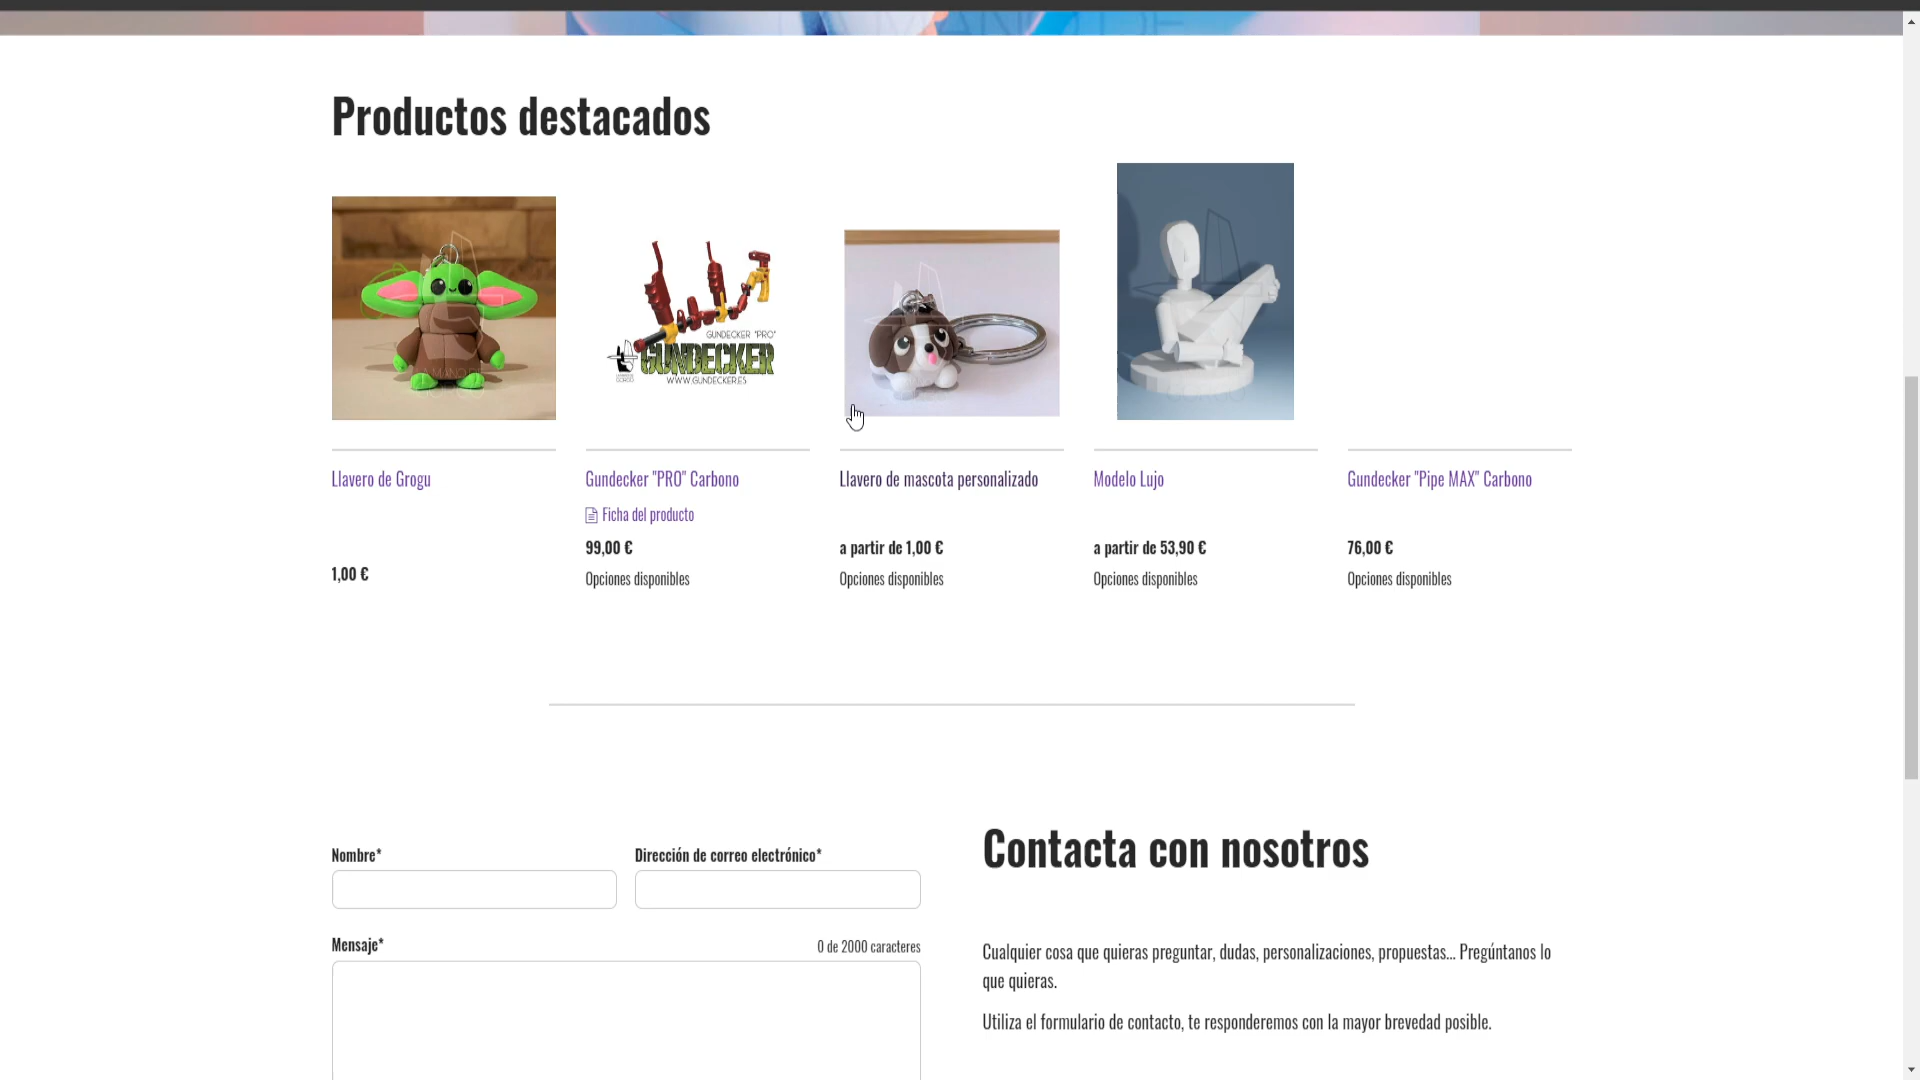 Productos destacados
GUNDECKER "PRO"
GUNDECKER
WWW.GUNDECKER.ES
Llavero de Grogu
1,00 €
Gundecker "PRO" Carbono
Ficha del producto
99,00 €
Opciones disponibles
Llavero de mascota personalizado
a partir de 1,00 €
Opciones disponibles
Modelo Lujo
a partir de 53,90 €
Opciones disponibles
Gundecker "Pipe MAX" Carbono
76,00 €
Opciones disponibles
Nombre*
Dirección de correo electrónico*
Mensaje*
0 de 2000 caracteres
Contacta con nosotros
Cualquier cosa que quieras preguntar, dudas, personalizaciones, propuestas... Pregúntanos lo
que quieras.
Utiliza el formulario de contacto, te responderemos con la mayor brevedad posible.